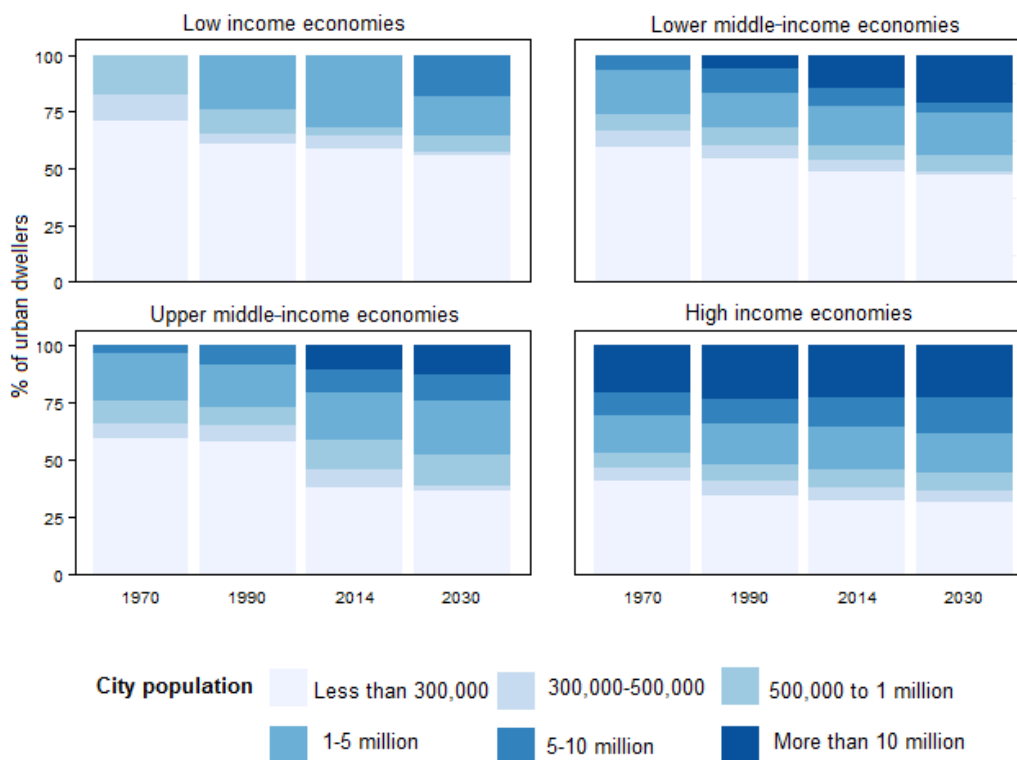 Low income economies
Lower middle-income economies
100
75
50
25
0
Upper middle-income economies
High income economies
100
75
50
25
0
% of urban dwellers
1970 1990 2014 2030
1970 1990 2014 2030
City population
Less than 300,000
300,000-500,000
500,000 to 1 million
1-5 million
5-10 million
More than 10 million